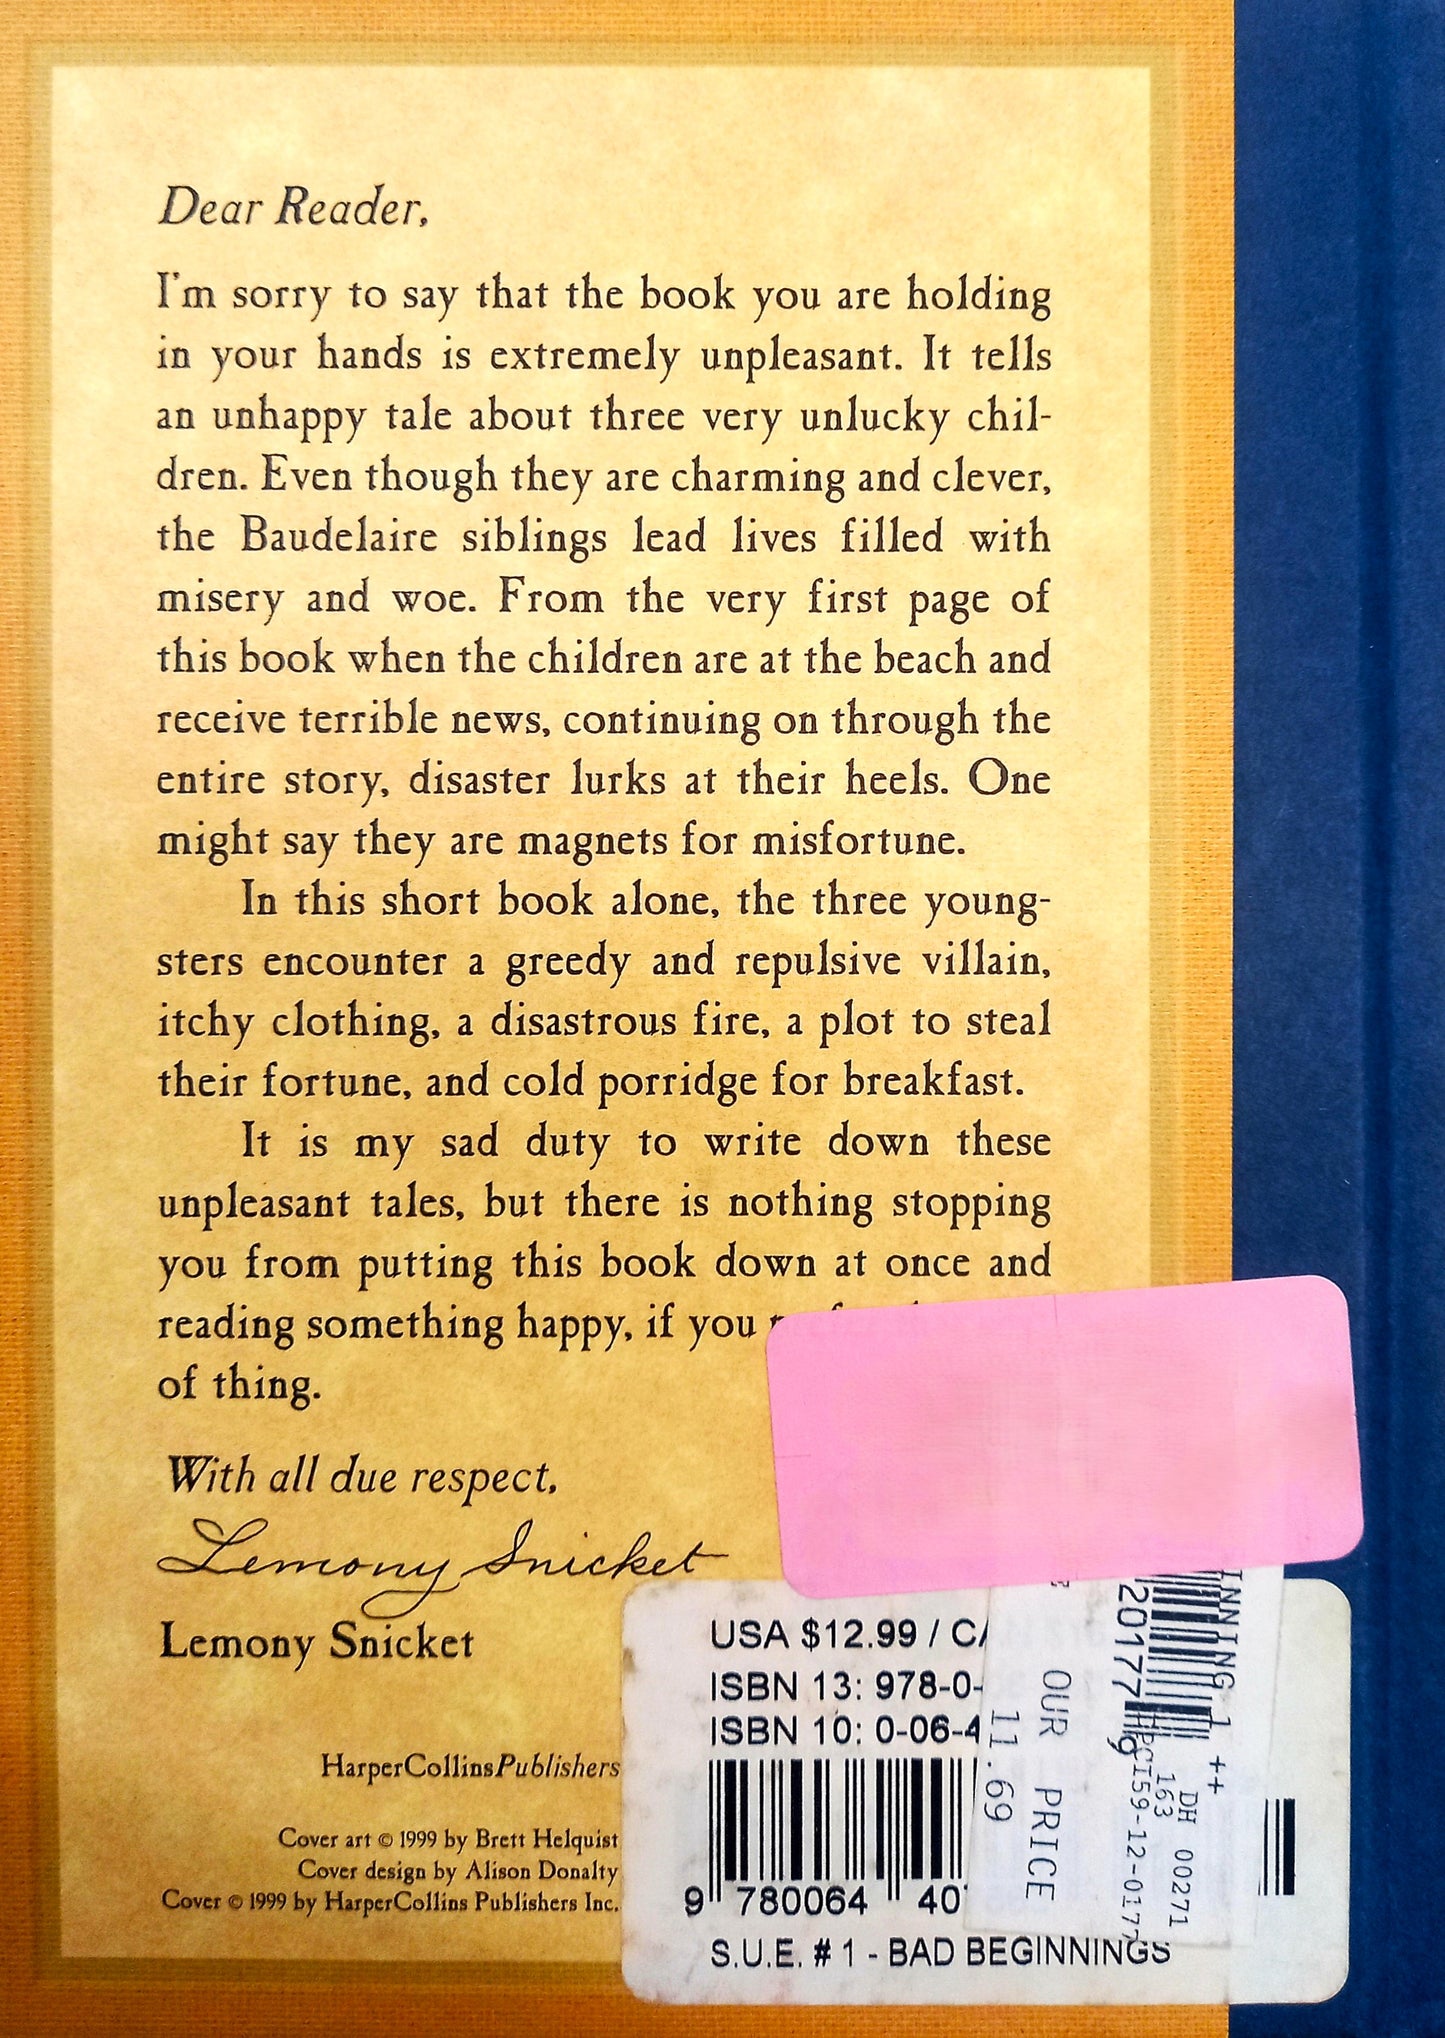 Dear Reader,
I'm sorry to say that the book you are holding
in your hands is extremely unpleasant. It tells
an unhappy tale about three very unlucky chil-
dren. Even though they are charming and clever,
the Baudelaire siblings lead lives filled with
misery and woe. From the very first page of
this book when the children are at the beach and
receive terrible news, continuing on through the
entire story, disaster lurks at their heels. One
might say they are magnets for misfortune.
In this short book alone, the three young-
sters encounter a greedy and repulsive villain,
itchy clothing, a disastrous fire, a plot to steal
their fortune, and cold porridge for breakfast.
It is my sad duty to write down these
unpleasant tales, but there is nothing stopping
you from putting this book down at once and
reading something happy, if you
of thing.
With all due respect,
Lemony Snicket
Lemony Snicket
HarperCollinsPublishers
Cover art © 1999 by Brett Helquist
Cover design by Alison Donalty
Cover © 1999 by HarperCollins Publishers Inc.
USA $12.99 / CA
ISBN 13: 978-0-
ISBN 10: 0-06-4
9 780064 40
S.U.E. # 1 - BAD BEGINNINGS
INNING 1 ++
DH 00271
163
20177
OUR PRICE
11.69